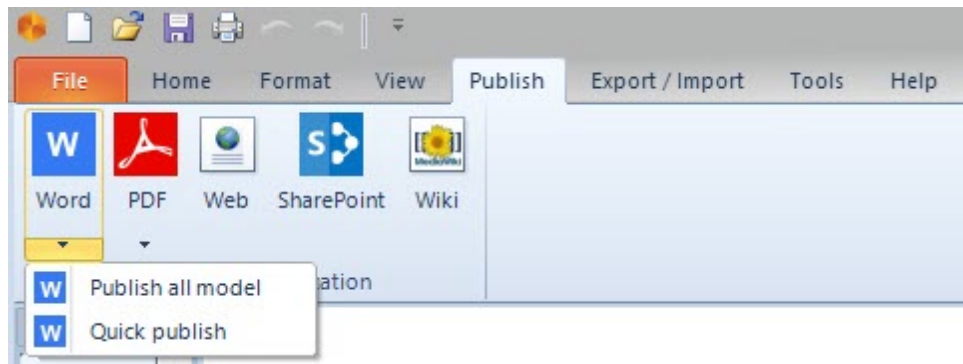 File Home Format View Publish Export / Import Tools Help
W S
Word PDF Web SharePoint Wiki
W Publish all model
W Quick publish